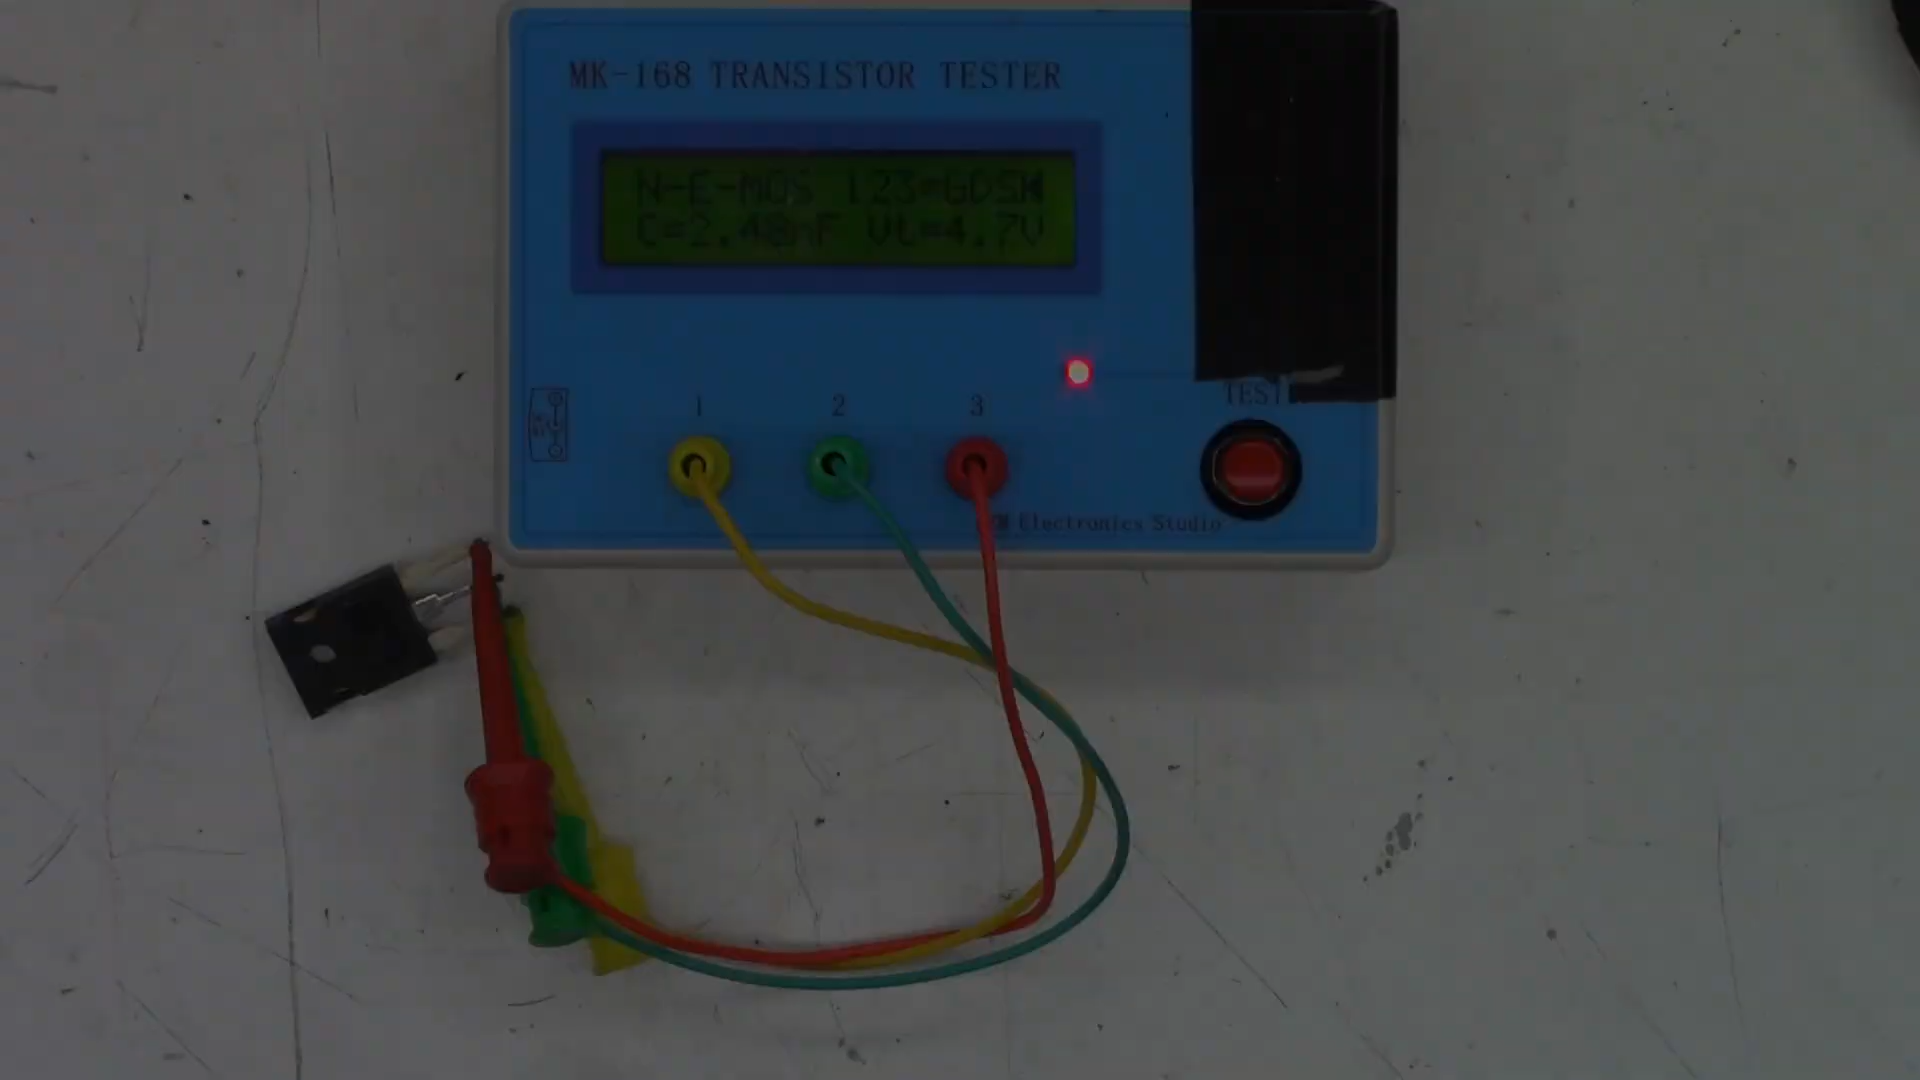 MK-168 TRANSISTOR TESTER
N-E-MOS 123=GDS
C=2.48nF Vt=4.7V
1 2 3
TEST
Electronics Studio